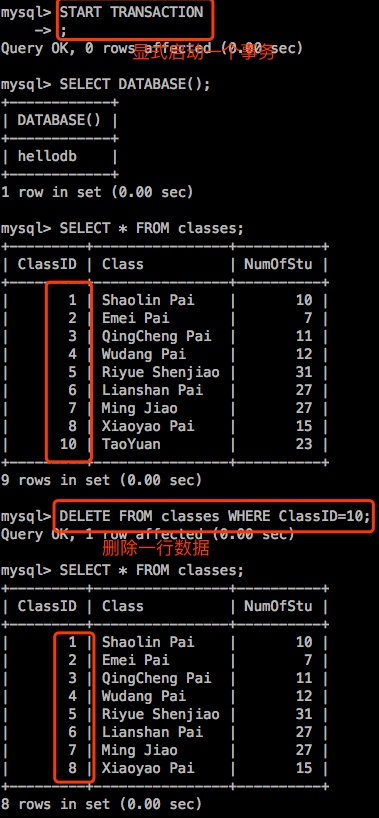 mysql> START TRANSACTION
    -> ;
Query OK, 0 rows affected (0.00 sec)
显式启动一个事务
mysql> SELECT DATABASE();
+------------+
| DATABASE() |
+------------+
| hellodb    |
+------------+
1 row in set (0.00 sec)
mysql> SELECT * FROM classes;
+---------+----------------+----------+
| ClassID | Class          | NumOfStu |
+---------+----------------+----------+
|       1 | Shaolin Pai    |       10 |
|       2 | Emei Pai       |        7 |
|       3 | QingCheng Pai  |       11 |
|       4 | Wudang Pai     |       12 |
|       5 | Riyue Shenjiao |       31 |
|       6 | Lianshan Pai   |       27 |
|       7 | Ming Jiao      |       27 |
|       8 | Xiaoyao Pai    |       15 |
|      10 | TaoYuan        |       23 |
+---------+----------------+----------+
9 rows in set (0.00 sec)
mysql> DELETE FROM classes WHERE ClassID=10;
Query OK, 1 row affected (0.00 sec)
删除一行数据
mysql> SELECT * FROM classes;
+---------+----------------+----------+
| ClassID | Class          | NumOfStu |
+---------+----------------+----------+
|       1 | Shaolin Pai    |       10 |
|       2 | Emei Pai       |        7 |
|       3 | QingCheng Pai  |       11 |
|       4 | Wudang Pai     |       12 |
|       5 | Riyue Shenjiao |       31 |
|       6 | Lianshan Pai   |       27 |
|       7 | Ming Jiao      |       27 |
|       8 | Xiaoyao Pai    |       15 |
+---------+----------------+----------+
8 rows in set (0.00 sec)